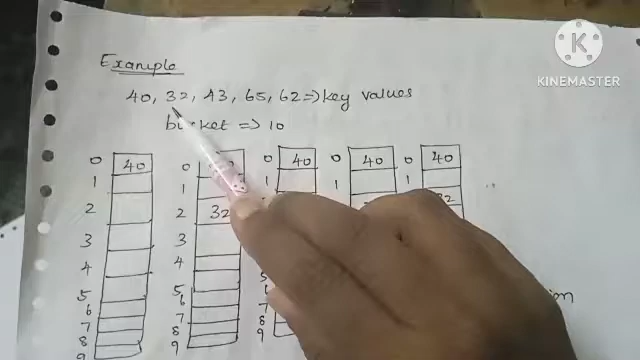 Example
KINEMASTER
40, 32, 43, 65, 62 => key values
bucket => 10
0 40 0 0 40 0 40 0 40
1 1 1 1
2 2 32 32
3 3
4 4
5 5
6 6
7 7
8 8
9 9